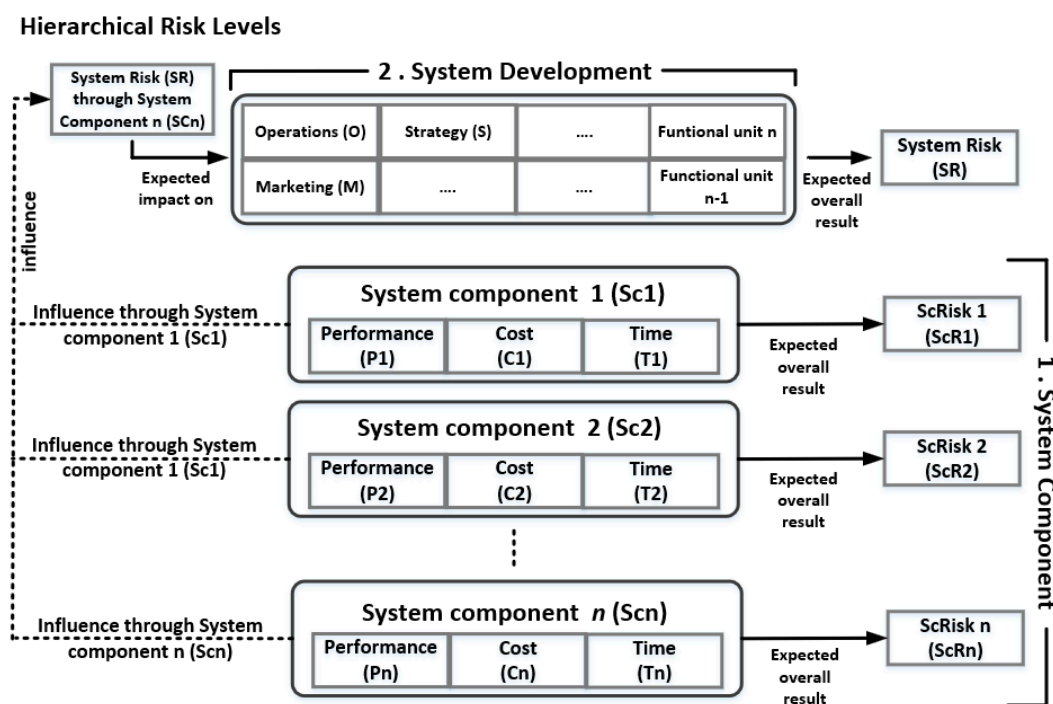 Hierarchical Risk Levels
2 . System Development
System Risk (SR)
through System
Component n (SCn)
Operations (O)
Strategy (S)
....
Funtional unit n
Marketing (M)
....
....
Functional unit
n-1
Expected
impact on
Expected
overall
result
System Risk
(SR)
influence
System component 1 (Sc1)
Performance
(P1)
Cost
(C1)
Time
(T1)
Influence through System
component 1 (Sc1)
Expected
overall
result
ScRisk 1
(ScR1)
System component 2 (Sc2)
Performance
(P2)
Cost
(C2)
Time
(T2)
Influence through System
component 1 (Sc1)
Expected
overall
result
ScRisk 2
(ScR2)
System component n (Scn)
Performance
(Pn)
Cost
(Cn)
Time
(Tn)
Influence through System
component n (Scn)
Expected
overall
result
ScRisk n
(ScRn)
1 . System Component